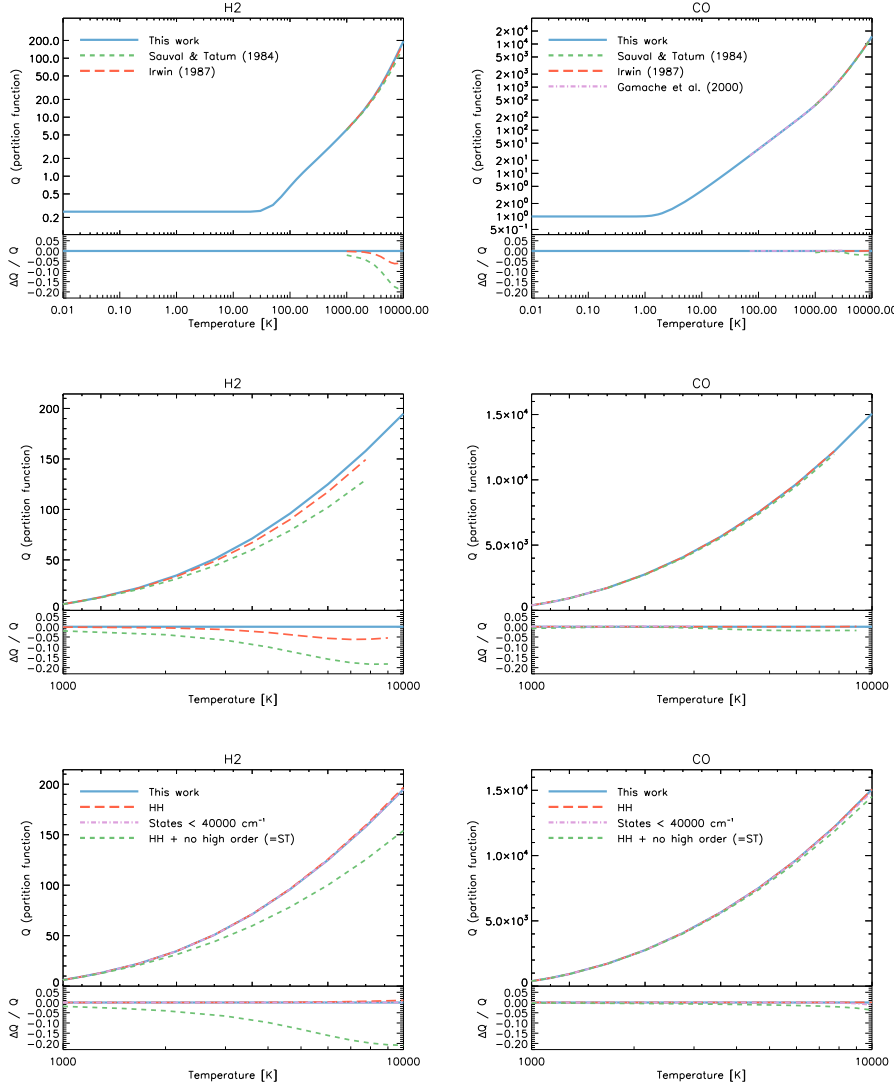 H2
200.0
100.0
50.0
20.0
10.0
5.0
2.0
1.0
0.5
0.2
Q (partition function)
This work
Sauval & Tatum (1984)
Irwin (1987)
0.05
0.00
−0.05
−0.10
−0.15
−0.20
ΔQ / Q
0.01 0.10 1.00 10.00 100.00 1000.00 10000.00
Temperature [K]
CO
2×10⁴
1×10⁴
5×10³
2×10³
1×10³
5×10²
2×10²
1×10²
5×10¹
2×10¹
1×10¹
5×10⁰
2×10⁰
1×10⁰
5×10⁻¹
Q (partition function)
This work
Sauval & Tatum (1984)
Irwin (1987)
Gamache et al. (2000)
0.05
0.00
−0.05
−0.10
−0.15
−0.20
ΔQ / Q
0.01 0.10 1.00 10.00 100.00 1000.00 10000.00
Temperature [K]
H2
200
150
100
50
0
Q (partition function)
0.05
0.00
−0.05
−0.10
−0.15
−0.20
ΔQ / Q
1000 10000
Temperature [K]
CO
1.5×10⁴
1.0×10⁴
5.0×10³
0
Q (partition function)
0.05
0.00
−0.05
−0.10
−0.15
−0.20
ΔQ / Q
1000 10000
Temperature [K]
H2
200
150
100
50
0
Q (partition function)
This work
HH
States < 40000 cm⁻¹
HH + no high order (=ST)
0.05
0.00
−0.05
−0.10
−0.15
−0.20
ΔQ / Q
1000 10000
Temperature [K]
CO
1.5×10⁴
1.0×10⁴
5.0×10³
0
Q (partition function)
This work
HH
States < 40000 cm⁻¹
HH + no high order (=ST)
0.05
0.00
−0.05
−0.10
−0.15
−0.20
ΔQ / Q
1000 10000
Temperature [K]